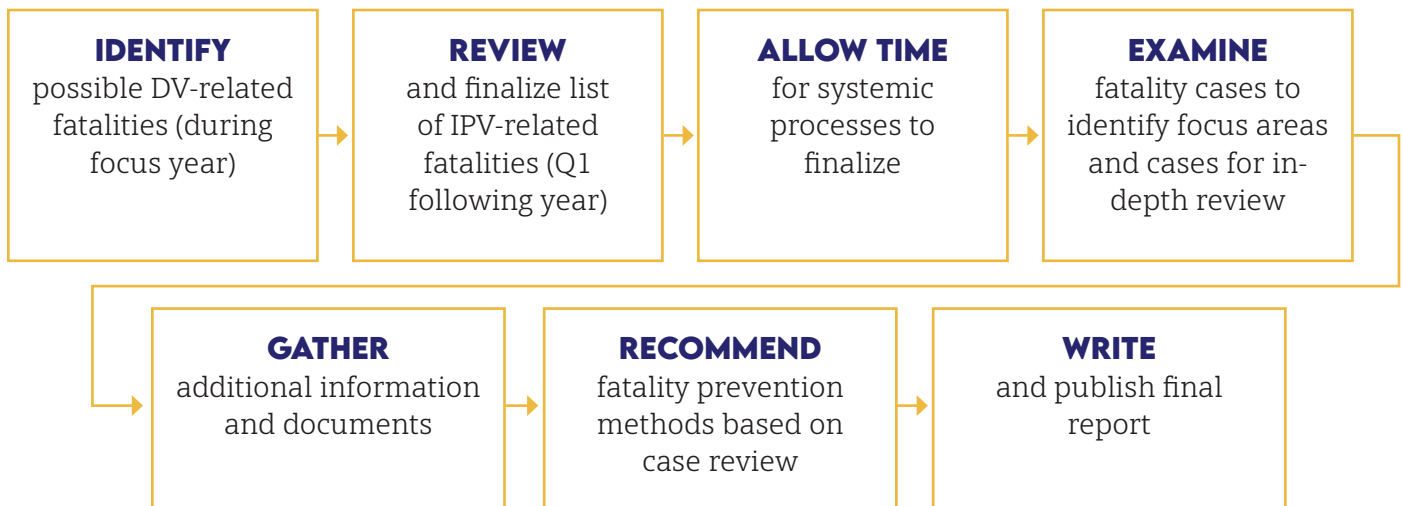 IDENTIFY
possible DV-related
fatalities (during
focus year)
REVIEW
and finalize list
of IPV-related
fatalities (Q1
following year)
ALLOW TIME
for systemic
processes to
finalize
EXAMINE
fatality cases to
identify focus areas
and cases for in-
depth review
GATHER
additional information
and documents
RECOMMEND
fatality prevention
methods based on
case review
WRITE
and publish final
report